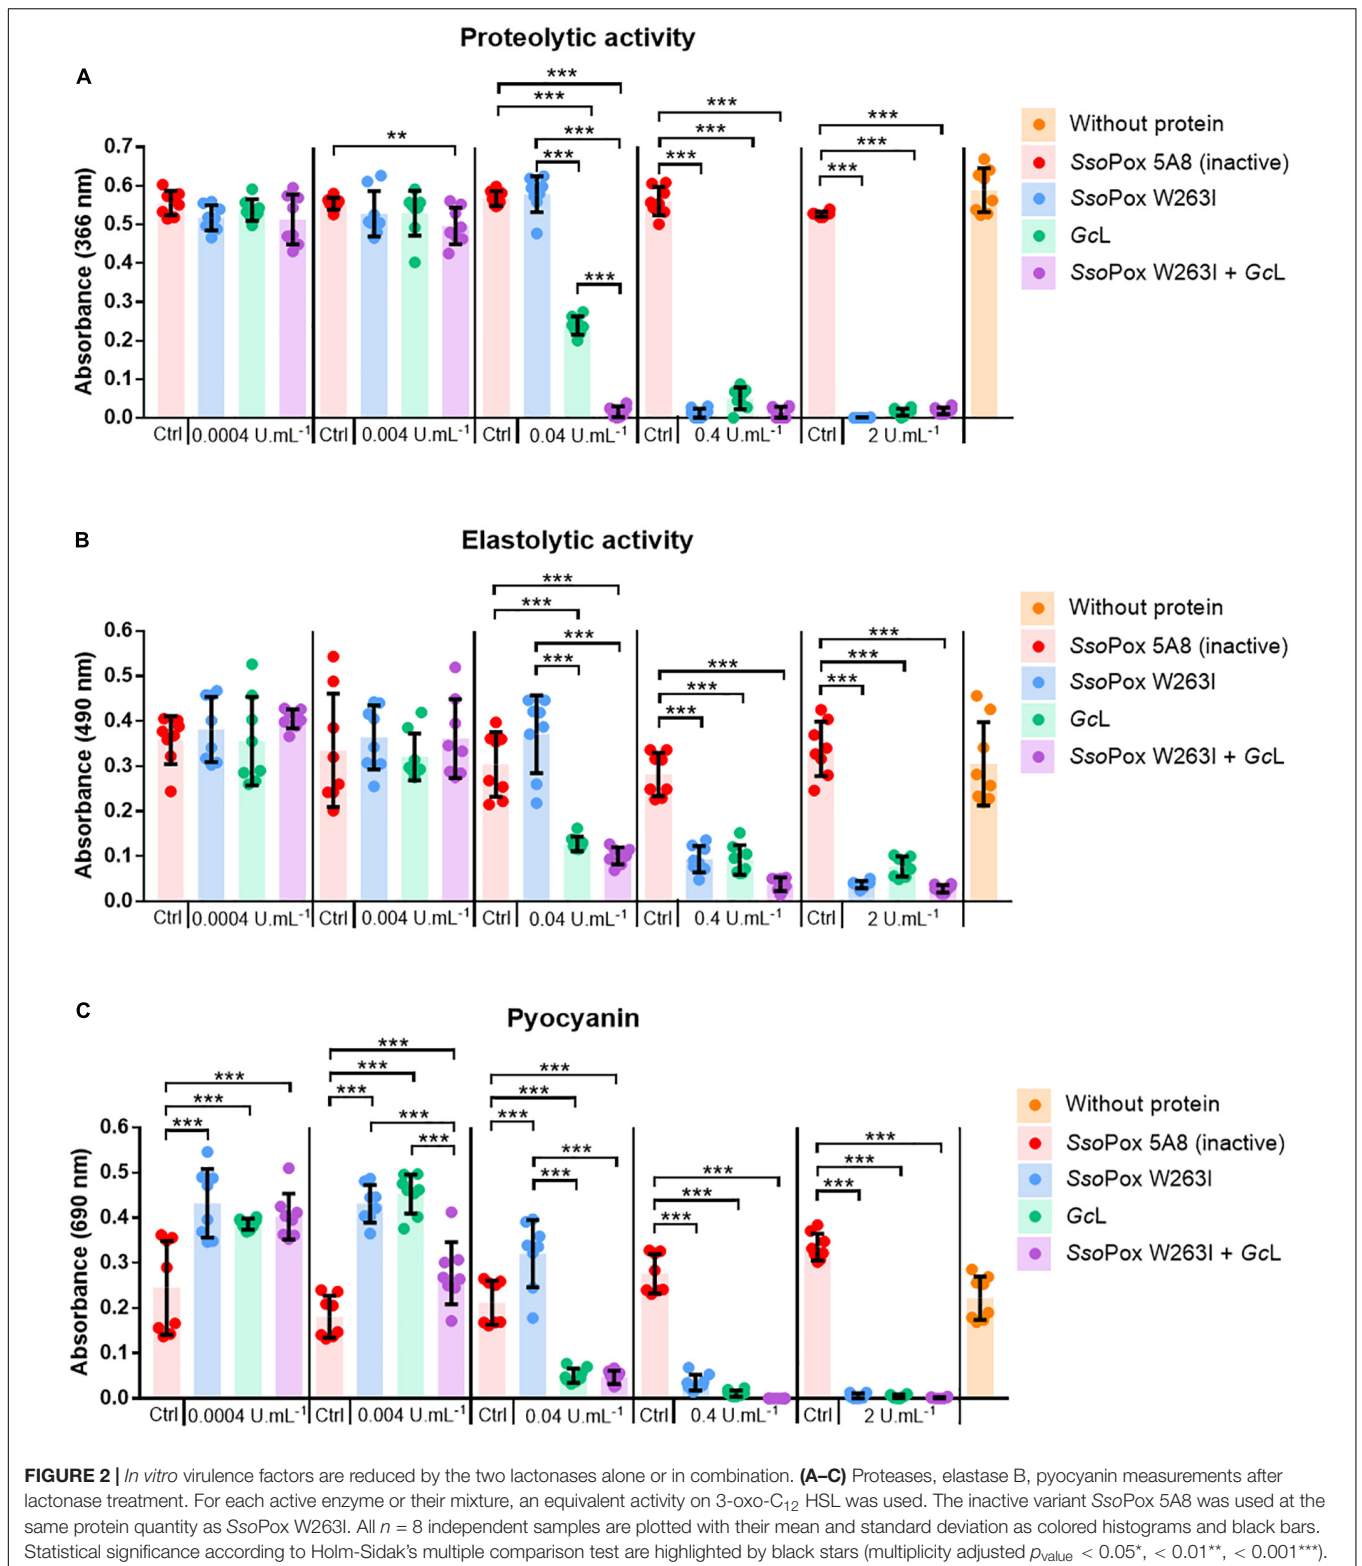 Proteolytic activity
A
*** *** *** *** *** *** ***
** *** *** *** ***
*** *** ***
***
0.7
0.6
0.5
0.4
0.3
0.2
0.1
0.0
Absorbance (366 nm)
Ctrl 0.0004 U.mL-1 Ctrl 0.004 U.mL-1 Ctrl 0.04 U.mL-1 Ctrl 0.4 U.mL-1 Ctrl 2 U.mL-1
Without protein
SsoPox 5A8 (inactive)
SsoPox W263I
GcL
SsoPox W263I + GcL
B
Elastolytic activity
*** *** *** ***
*** *** *** ***
*** *** ***
0.6
0.5
0.4
0.3
0.2
0.1
0.0
Absorbance (490 nm)
Ctrl 0.0004 U.mL-1 Ctrl 0.004 U.mL-1 Ctrl 0.04 U.mL-1 Ctrl 0.4 U.mL-1 Ctrl 2 U.mL-1
Without protein
SsoPox 5A8 (inactive)
SsoPox W263I
GcL
SsoPox W263I + GcL
C
Pyocyanin
*** *** *** *** ***
*** *** *** *** ***
*** *** *** *** ***
*** *** *** ***
0.6
0.5
0.4
0.3
0.2
0.1
0.0
Absorbance (690 nm)
Ctrl 0.0004 U.mL-1 Ctrl 0.004 U.mL-1 Ctrl 0.04 U.mL-1 Ctrl 0.4 U.mL-1 Ctrl 2 U.mL-1
Without protein
SsoPox 5A8 (inactive)
SsoPox W263I
GcL
SsoPox W263I + GcL
FIGURE 2 | In vitro virulence factors are reduced by the two lactonases alone or in combination. (A–C) Proteases, elastase B, pyocyanin measurements after
lactonase treatment. For each active enzyme or their mixture, an equivalent activity on 3-oxo-C12 HSL was used. The inactive variant SsoPox 5A8 was used at the
same protein quantity as SsoPox W263I. All n = 8 independent samples are plotted with their mean and standard deviation as colored histograms and black bars.
Statistical significance according to Holm-Sidak's multiple comparison test are highlighted by black stars (multiplicity adjusted pvalue < 0.05*, < 0.01**, < 0.001***).